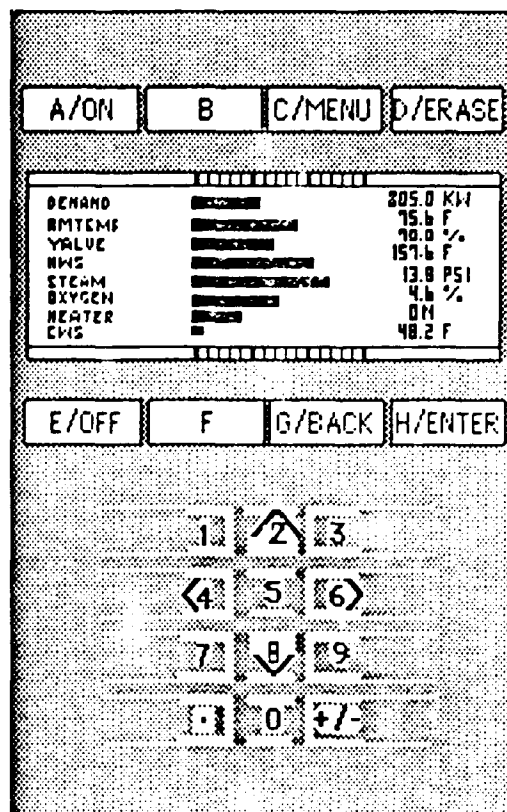 A/ON B C/MENU D/ERASE
DEMAND 205.0 KW
RMTEMP 75.6 F
VALVE 90.0 %
HWS 157.6 F
STEAM 13.8 PSI
OXYGEN 4.6 %
HEATER ON
CWS 48.2 F
E/OFF F G/BACK H/ENTER
1 2 3
4 5 6
7 8 9
. 0 +/-